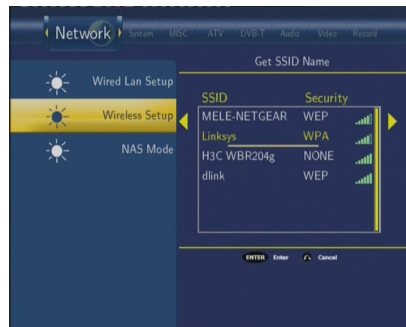 Network System MISC ATV DVB-T Audio Video Record
Get SSID Name
Wired Lan Setup
Wireless Setup
NAS Mode
SSID Security
MELE-NETGEAR WEP
Linksys WPA
H3C WBR204g NONE
dlink WEP
ENTER Enter Cancel